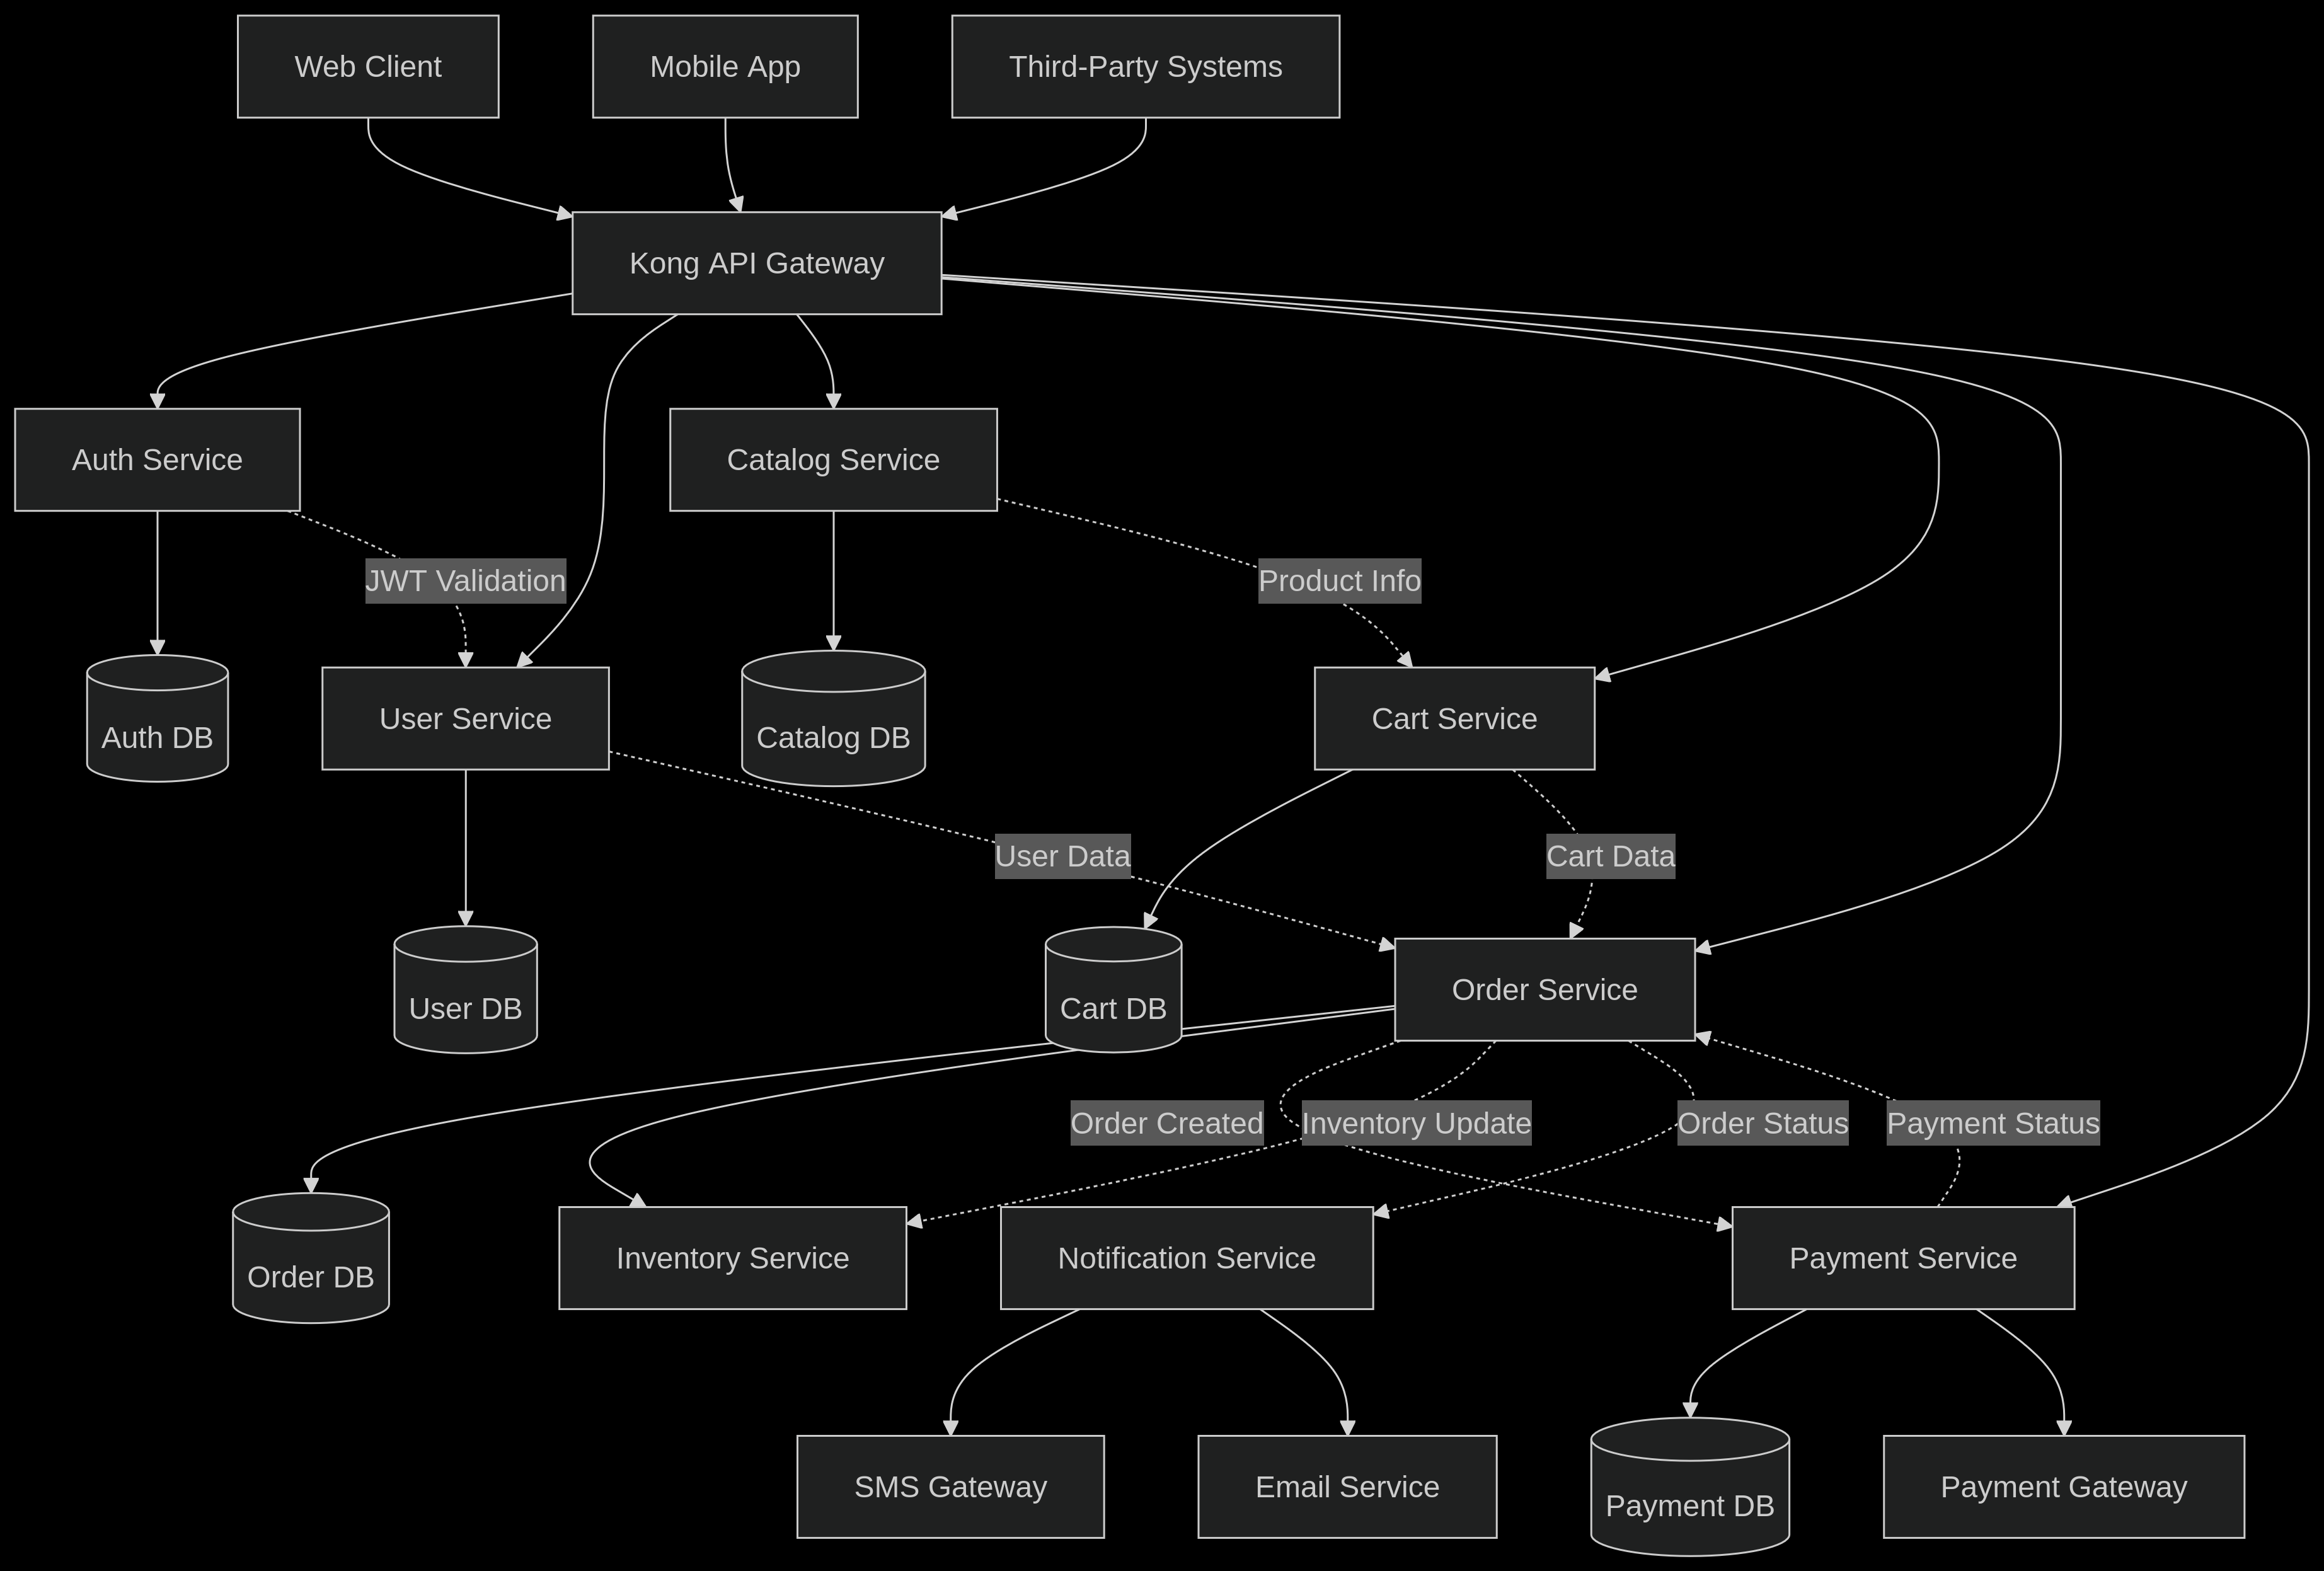 Web Client
Mobile App
Third-Party Systems
Kong API Gateway
Auth Service
Catalog Service
JWT Validation
Product Info
Auth DB
User Service
Catalog DB
Cart Service
User Data
Cart Data
User DB
Cart DB
Order Service
Order Created
Inventory Update
Order Status
Payment Status
Order DB
Inventory Service
Notification Service
Payment Service
SMS Gateway
Email Service
Payment DB
Payment Gateway